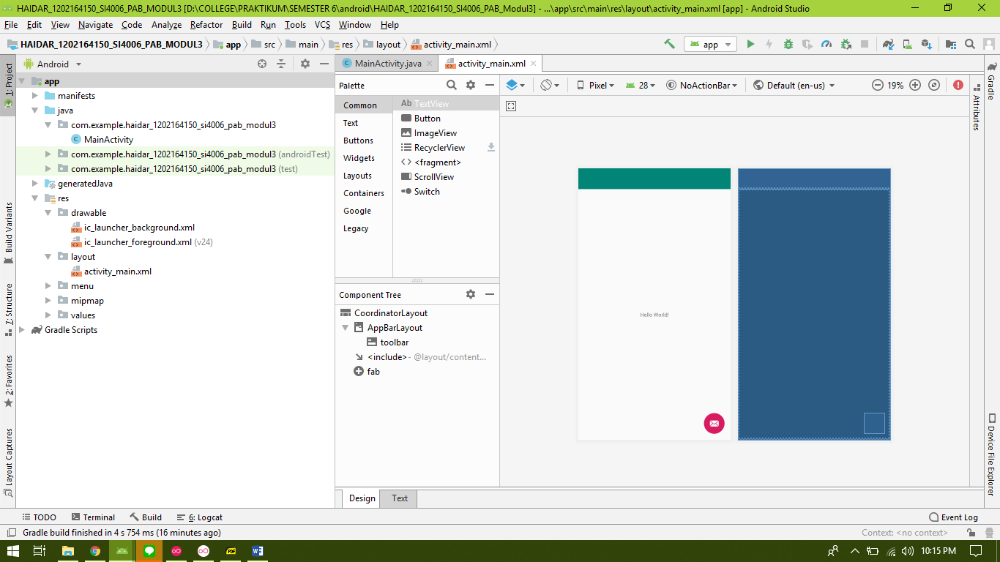 HAIDAR_1202164150_SI4006_PAB_MODUL3 [D:\COLLEGE\PRAKTIKUM\SEMESTER 6\android\HAIDAR_1202164150_SI4006_PAB_Modul3] - ...\app\src\main\res\layout\activity_main.xml [app] - Android Studio
File Edit View Navigate Code Analyze Refactor Build Run Tools VCS Window Help
HAIDAR_1202164150_SI4006_PAB_MODUL3 app src main res layout activity_main.xml app
1: Project
Build Variants
7: Structure
2: Favorites
Layout Captures
Android
app
manifests
java
com.example.haidar_1202164150_si4006_pab_modul3
MainActivity
com.example.haidar_1202164150_si4006_pab_modul3 (androidTest)
com.example.haidar_1202164150_si4006_pab_modul3 (test)
generatedJava
res
drawable
ic_launcher_background.xml
ic_launcher_foreground.xml (v24)
layout
activity_main.xml
menu
mipmap
values
Gradle Scripts
MainActivity.java activity_main.xml
Palette
Common
Text
Buttons
Widgets
Layouts
Containers
Google
Legacy
Ab TextView
Button
ImageView
RecyclerView
<fragment>
ScrollView
Switch
Component Tree
CoordinatorLayout
AppBarLayout
toolbar
<include> - @layout/content...
fab
Pixel 28 NoActionBar Default (en-us) 19%
Hello World!
Design Text
Gradle
Attributes
Device File Explorer
TODO Terminal Build 6: Logcat Event Log
Gradle build finished in 4 s 754 ms (16 minutes ago) Context: <no context>
PDF
10:15 PM